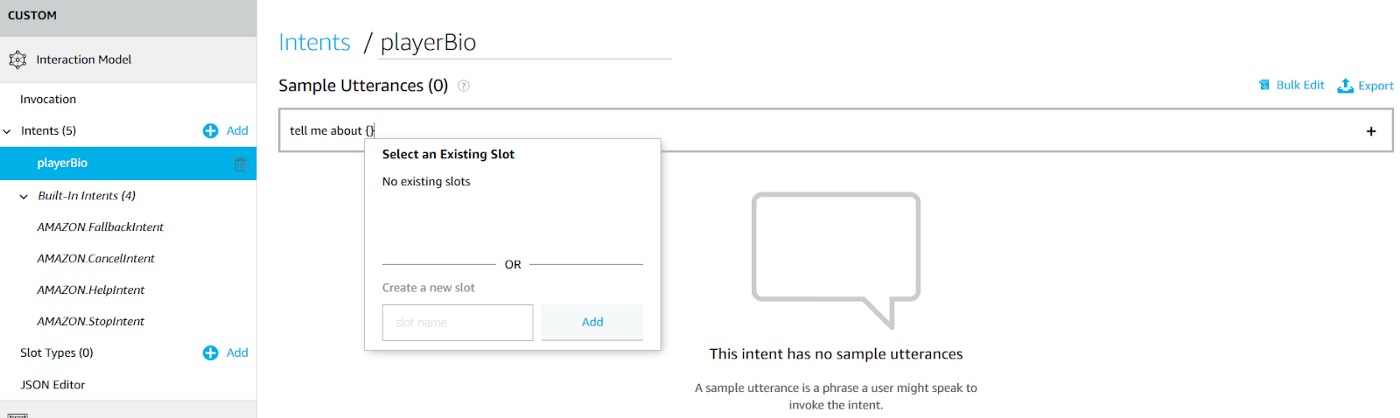 CUSTOM
Interaction Model
Invocation
Intents (5)
Add
playerBio
Built-In Intents (4)
AMAZON.FallbackIntent
AMAZON.CancelIntent
AMAZON.HelpIntent
AMAZON.StopIntent
Slot Types (0)
Add
JSON Editor
Intents / playerBio
Sample Utterances (0) ?
Bulk Edit
Export
tell me about {}
Select an Existing Slot
No existing slots
OR
Create a new slot
slot name
Add
This intent has no sample utterances
A sample utterance is a phrase a user might speak to
invoke the intent.